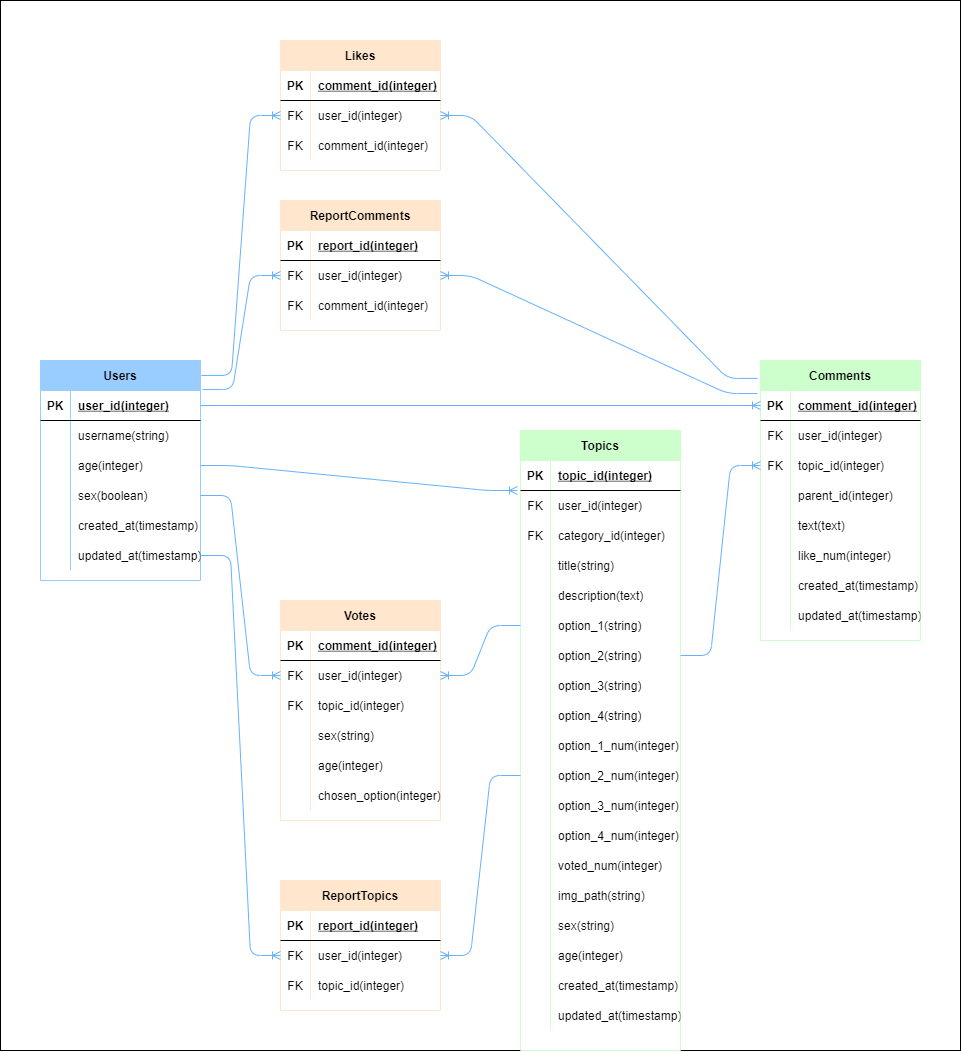 Likes
PK comment_id(integer)
FK user_id(integer)
FK comment_id(integer)
ReportComments
PK report_id(integer)
FK user_id(integer)
FK comment_id(integer)
Users
PK user_id(integer)
username(string)
age(integer)
sex(boolean)
created_at(timestamp)
updated_at(timestamp)
Comments
PK comment_id(integer)
FK user_id(integer)
FK topic_id(integer)
parent_id(integer)
text(text)
like_num(integer)
created_at(timestamp)
updated_at(timestamp)
Topics
PK topic_id(integer)
FK user_id(integer)
FK category_id(integer)
title(string)
description(text)
option_1(string)
option_2(string)
option_3(string)
option_4(string)
option_1_num(integer)
option_2_num(integer)
option_3_num(integer)
option_4_num(integer)
voted_num(integer)
img_path(string)
sex(string)
age(integer)
created_at(timestamp)
updated_at(timestamp)
Votes
PK comment_id(integer)
FK user_id(integer)
FK topic_id(integer)
sex(string)
age(integer)
chosen_option(integer)
ReportTopics
PK report_id(integer)
FK user_id(integer)
FK topic_id(integer)